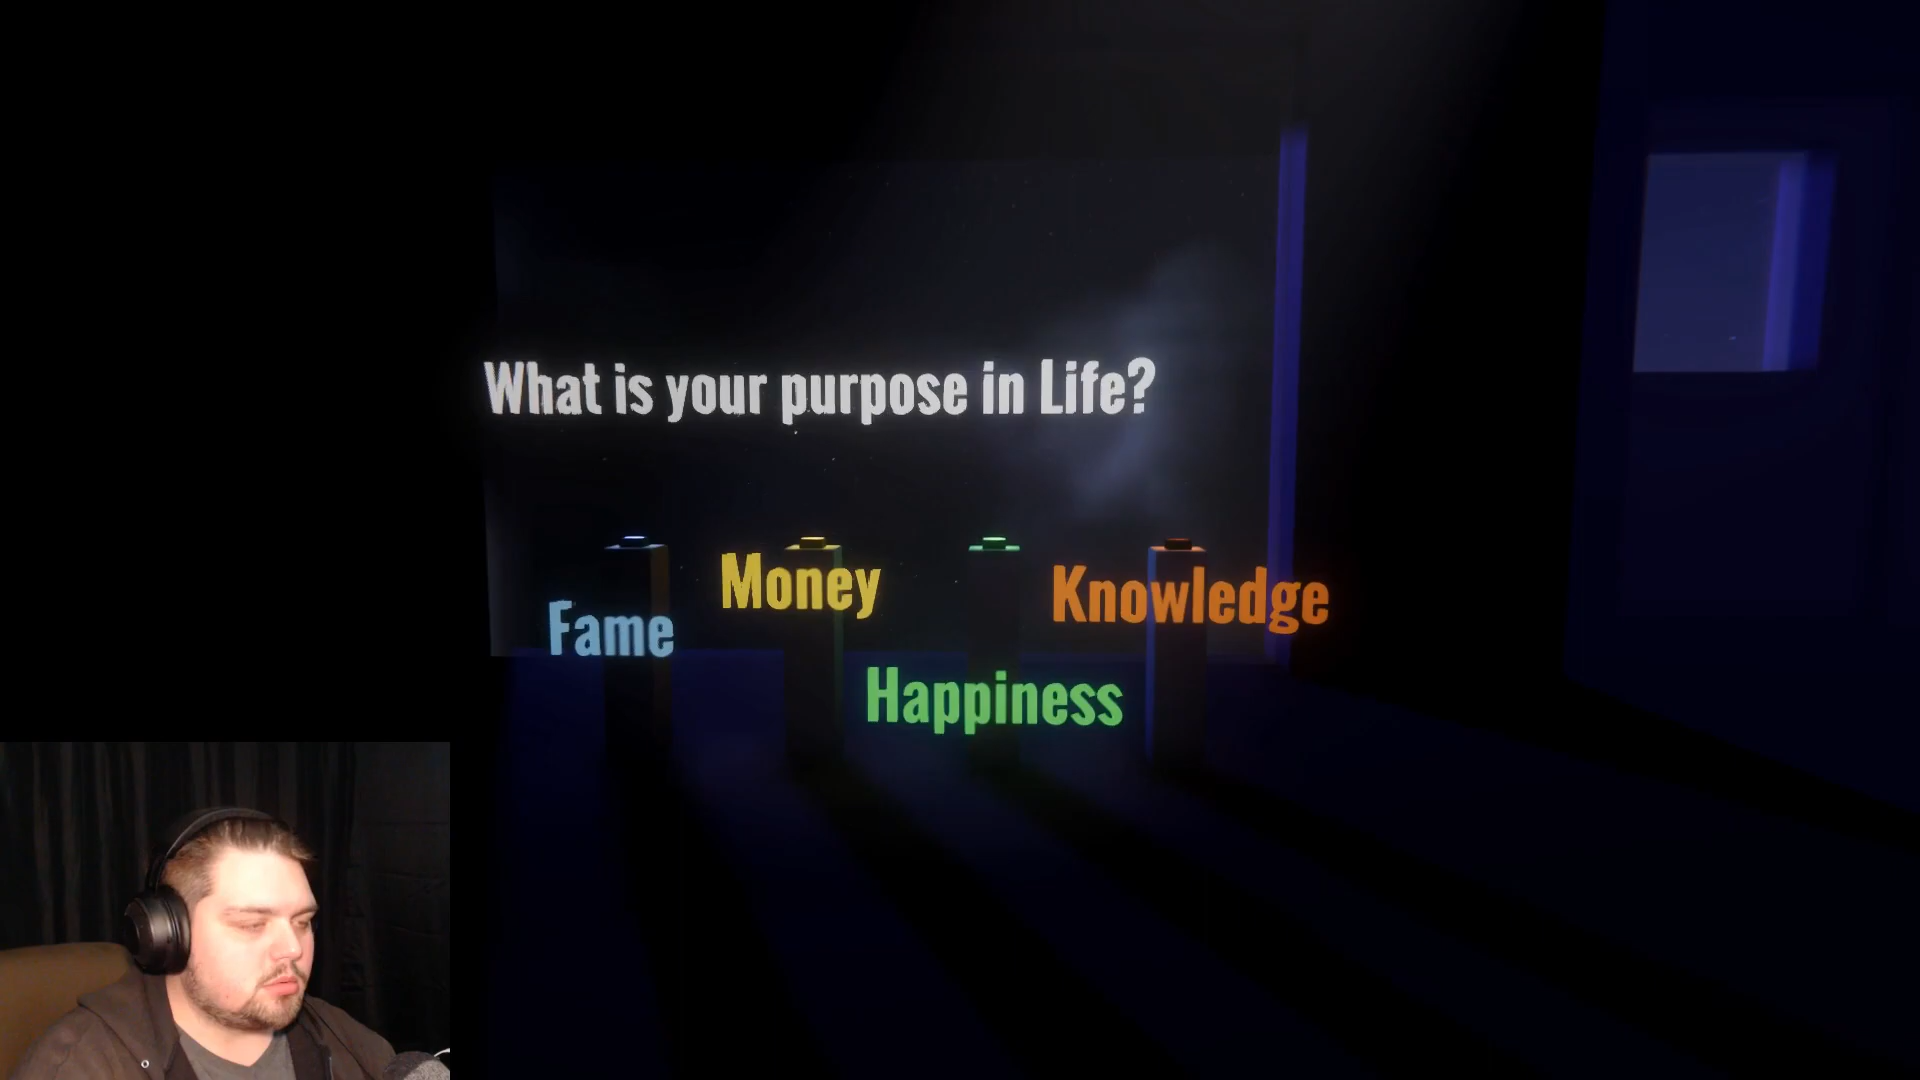 What is your purpose in Life?
Fame
Money
Happiness
Knowledge